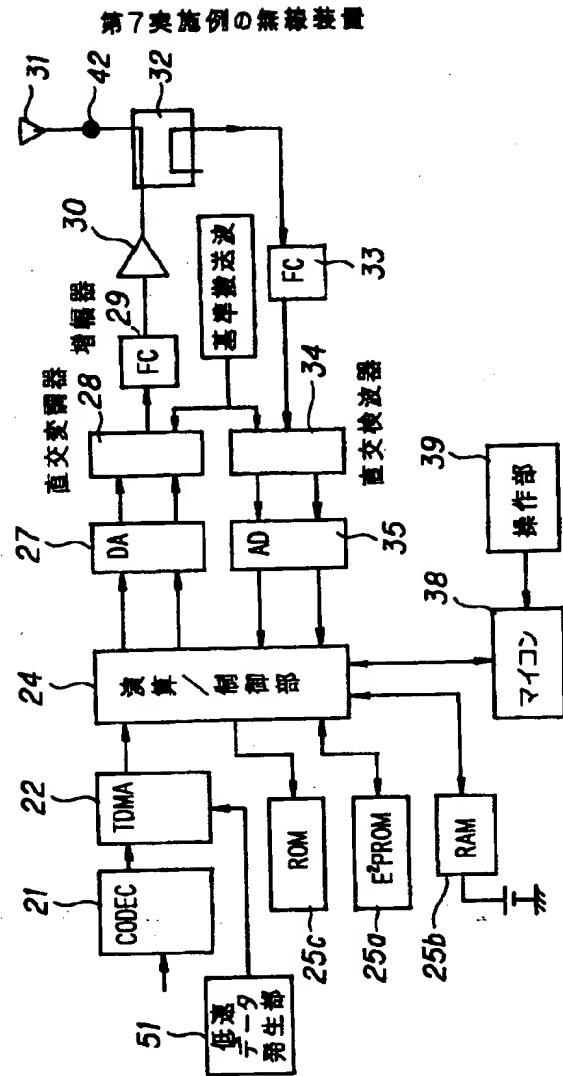 第7実施例の無線装置
31
42
32
30
増幅器
29
FC
基準搬送波
FC
33
直交変調器
28
34
直交検波器
27
DA
AD
35
39
操作部
24
演算/制御部
38
マイコン
22
TDMA
21
CODEC
ROM
25c
E²PROM
25a
RAM
25b
51
低速
データ
発生部